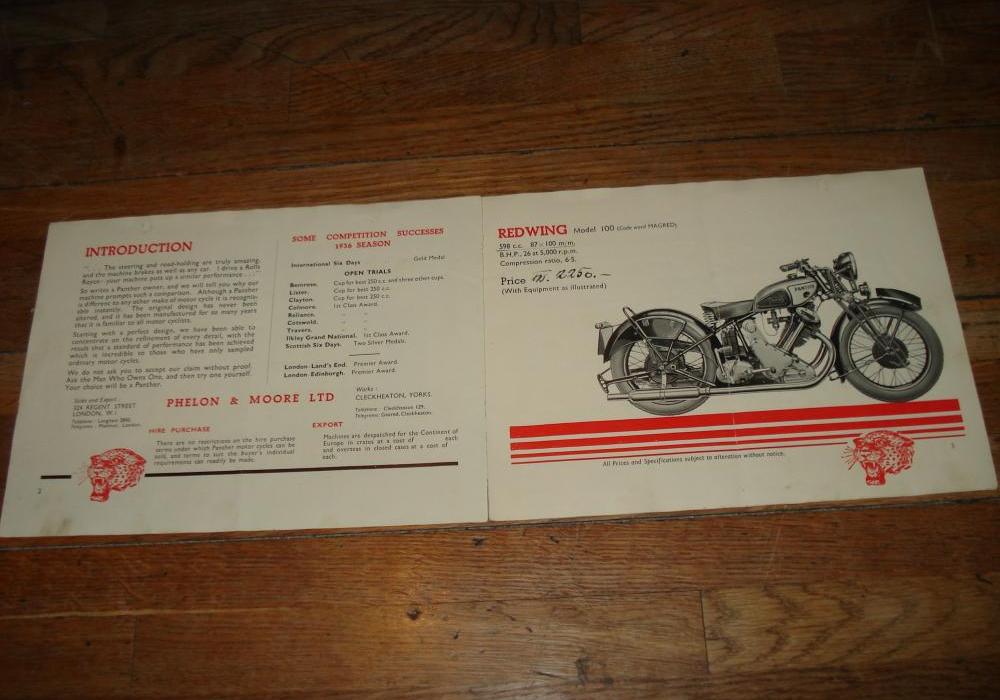 INTRODUCTION
". . . The steering and road-holding are truly amazing,
and the machine brakes as well as any car. I drive a Rolls
Royce—your machine puts up a similar performance . . ."
So writes a Panther owner, and we will tell you why our
machine prompts such a comparison. Although a Panther
is different to any other make of motor cycle it is recognis-
able instantly. The original design has never been
altered, and it has been manufactured for so many years
that it is familiar to all motor cyclists.
Starting with a perfect design, we have been able to
concentrate on the refinement of every detail, with the
result that a standard of performance has been achieved
which is incredible to those who have only sampled
ordinary motor cycles.
We do not ask you to accept our claim without proof.
Ask the Man Who Owns One, and then try one yourself.
Your choice will be a Panther.
SOME COMPETITION SUCCESSES
1936 SEASON
International Six Days Gold Medal
OPEN TRIALS
Bemrose. Cup for best 250 c.c. and three other cups.
Lister. Cup for best 250 c.c.
Clayton. Cup for best 250 c.c.
Colmore. 1st Class Award.
Reliance. " "
Cotswold. " "
Travers. " "
Ilkley Grand National. 1st Class Award.
Scottish Six Days. Two Silver Medals.
London-Land's End. Premier Award.
London-Edinburgh. Premier Award.
Sales and Export :
324 REGENT STREET
LONDON, W.1.
Telephone : Langham
Telegrams : London.
PHELON & MOORE LTD
Works :
CLECKHEATON, YORKS.
Telephone : Cleckheaton 129.
Telegrams : Cleckheaton.
HIRE PURCHASE
There are no restrictions on the hire purchase
terms under which Panther motor cycles can be
sold, and terms to suit the buyer's individual
requirements can readily be made.
EXPORT
Machines are despatched for the Continent of
Europe in crates at a cost of each
and overseas in closed cases at a cost of
each.
2
REDWING Model 100 (Code word MAGRED)
598 c.c. 87 × 100 m/m.
B.H.P., 26 at 5,000 r.p.m.
Compression ratio, 6·5.
Price 2250.—
(With Equipment as illustrated)
PANTHER
All Prices and Specifications subject to alteration without notice.